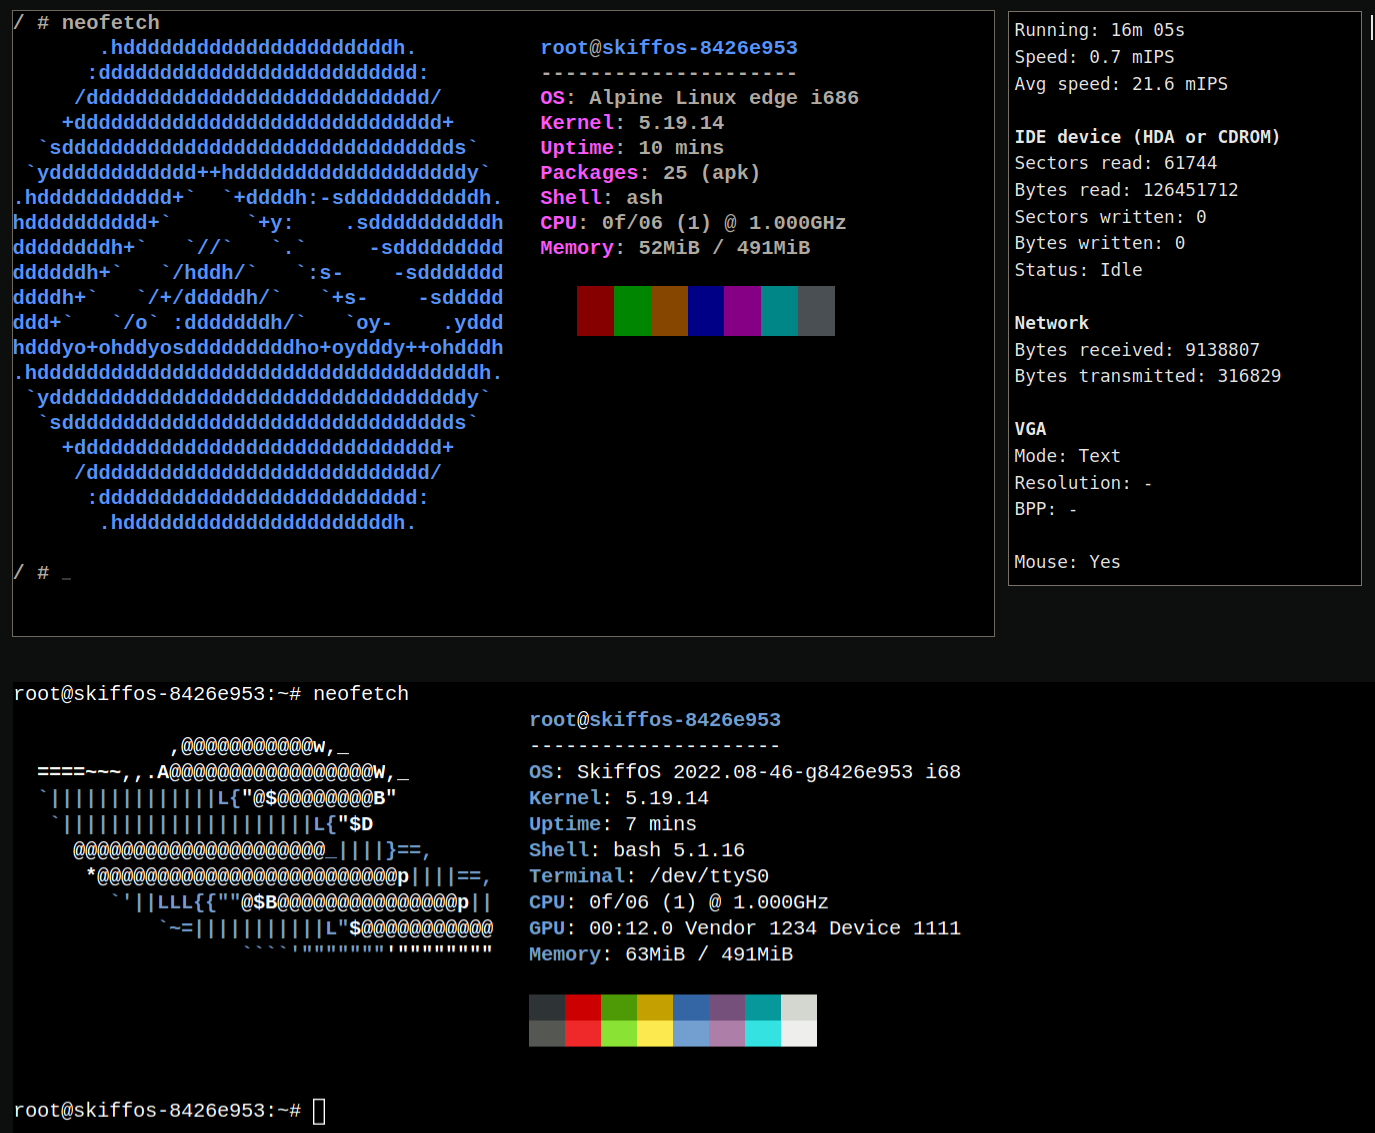 / # neofetch
       .hddddddddddddddddddddddh.          root@skiffos-8426e953
      :dddddddddddddddddddddddddd:         ---------------------
     /dddddddddddddddddddddddddddd/        OS: Alpine Linux edge i686
    +dddddddddddddddddddddddddddddd+       Kernel: 5.19.14
  `sdddddddddddddddddddddddddddddddds`     Uptime: 10 mins
 `ydddddddddddd++hdddddddddddddddddddy`    Packages: 25 (apk)
.hddddddddddd+`  `+ddddh:-sdddddddddddh.   Shell: ash
hdddddddddd+`      `+y:    .sddddddddddh   CPU: 0f/06 (1) @ 1.000GHz
ddddddddh+`   `//`   `.`     -sddddddddd   Memory: 52MiB / 491MiB
ddddddh+`   `/hddh/`   `:s-    -sddddddd
ddddh+`   `/+/dddddh/`   `+s-    -sddddd
ddd+`   `/o` :dddddddh/`   `oy-    .yddd
hdddyo+ohddyosdddddddddho+oydddy++ohdddh
.hddddddddddddddddddddddddddddddddddddh.
 `yddddddddddddddddddddddddddddddddddy`
  `sdddddddddddddddddddddddddddddddds`
    +dddddddddddddddddddddddddddddd+
     /dddddddddddddddddddddddddddd/
      :dddddddddddddddddddddddddd:
       .hddddddddddddddddddddddh.
/ # _
Running: 16m 05s
Speed: 0.7 mIPS
Avg speed: 21.6 mIPS
IDE device (HDA or CDROM)
Sectors read: 61744
Bytes read: 126451712
Sectors written: 0
Bytes written: 0
Status: Idle
Network
Bytes received: 9138807
Bytes transmitted: 316829
VGA
Mode: Text
Resolution: -
BPP: -
Mouse: Yes
root@skiffos-8426e953:~# neofetch
                                           root@skiffos-8426e953
             ,@@@@@@@@@@@w,_               ---------------------
  ====~~~,,.A@@@@@@@@@@@@@@@@@W,_          OS: SkiffOS 2022.08-46-g8426e953 i68
  `||||||||||||||L{"@$@@@@@@@@B"           Kernel: 5.19.14
   `|||||||||||||||||||||L{"$D             Uptime: 7 mins
     @@@@@@@@@@@@@@@@@@@@@_||||}==,        Shell: bash 5.1.16
      *@@@@@@@@@@@@@@@@@@@@@@@@@p||||==,   Terminal: /dev/ttyS0
        `'||LLL{{""@$B@@@@@@@@@@@@@@@p||   CPU: 0f/06 (1) @ 1.000GHz
            `~=|||||||||||L"$@@@@@@@@@@@   GPU: 00:12.0 Vendor 1234 Device 1111
                   ````'"""""""'""""""""   Memory: 63MiB / 491MiB
root@skiffos-8426e953:~#